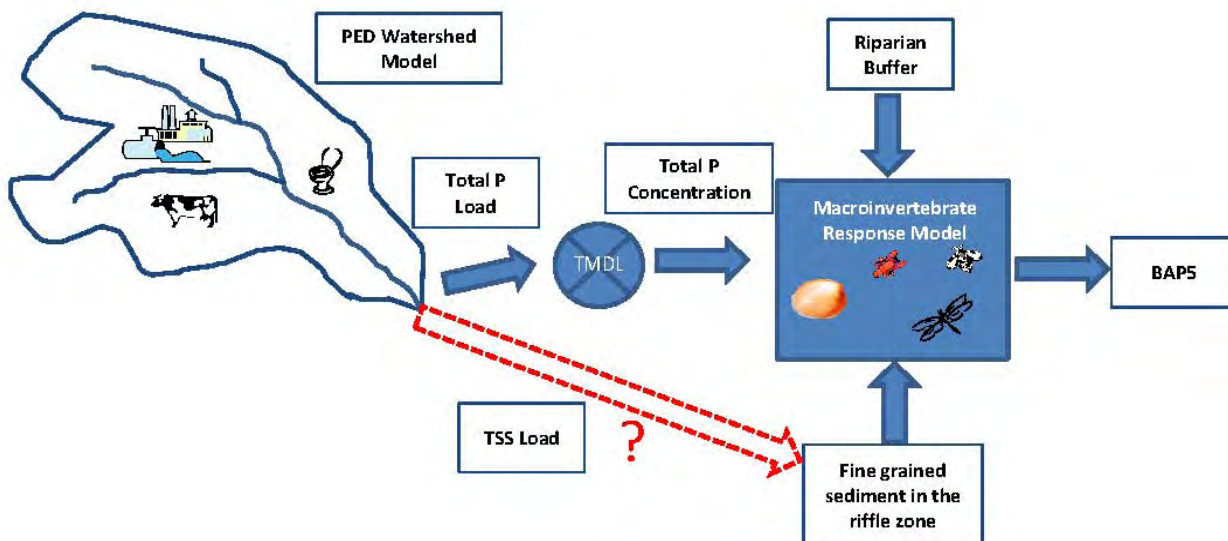 PED Watershed
Model
Riparian
Buffer
Total P
Load
Total P
Concentration
TMDL
Macroinvertebrate
Response Model
BAP5
TSS Load
?
Fine grained
sediment in the
riffle zone